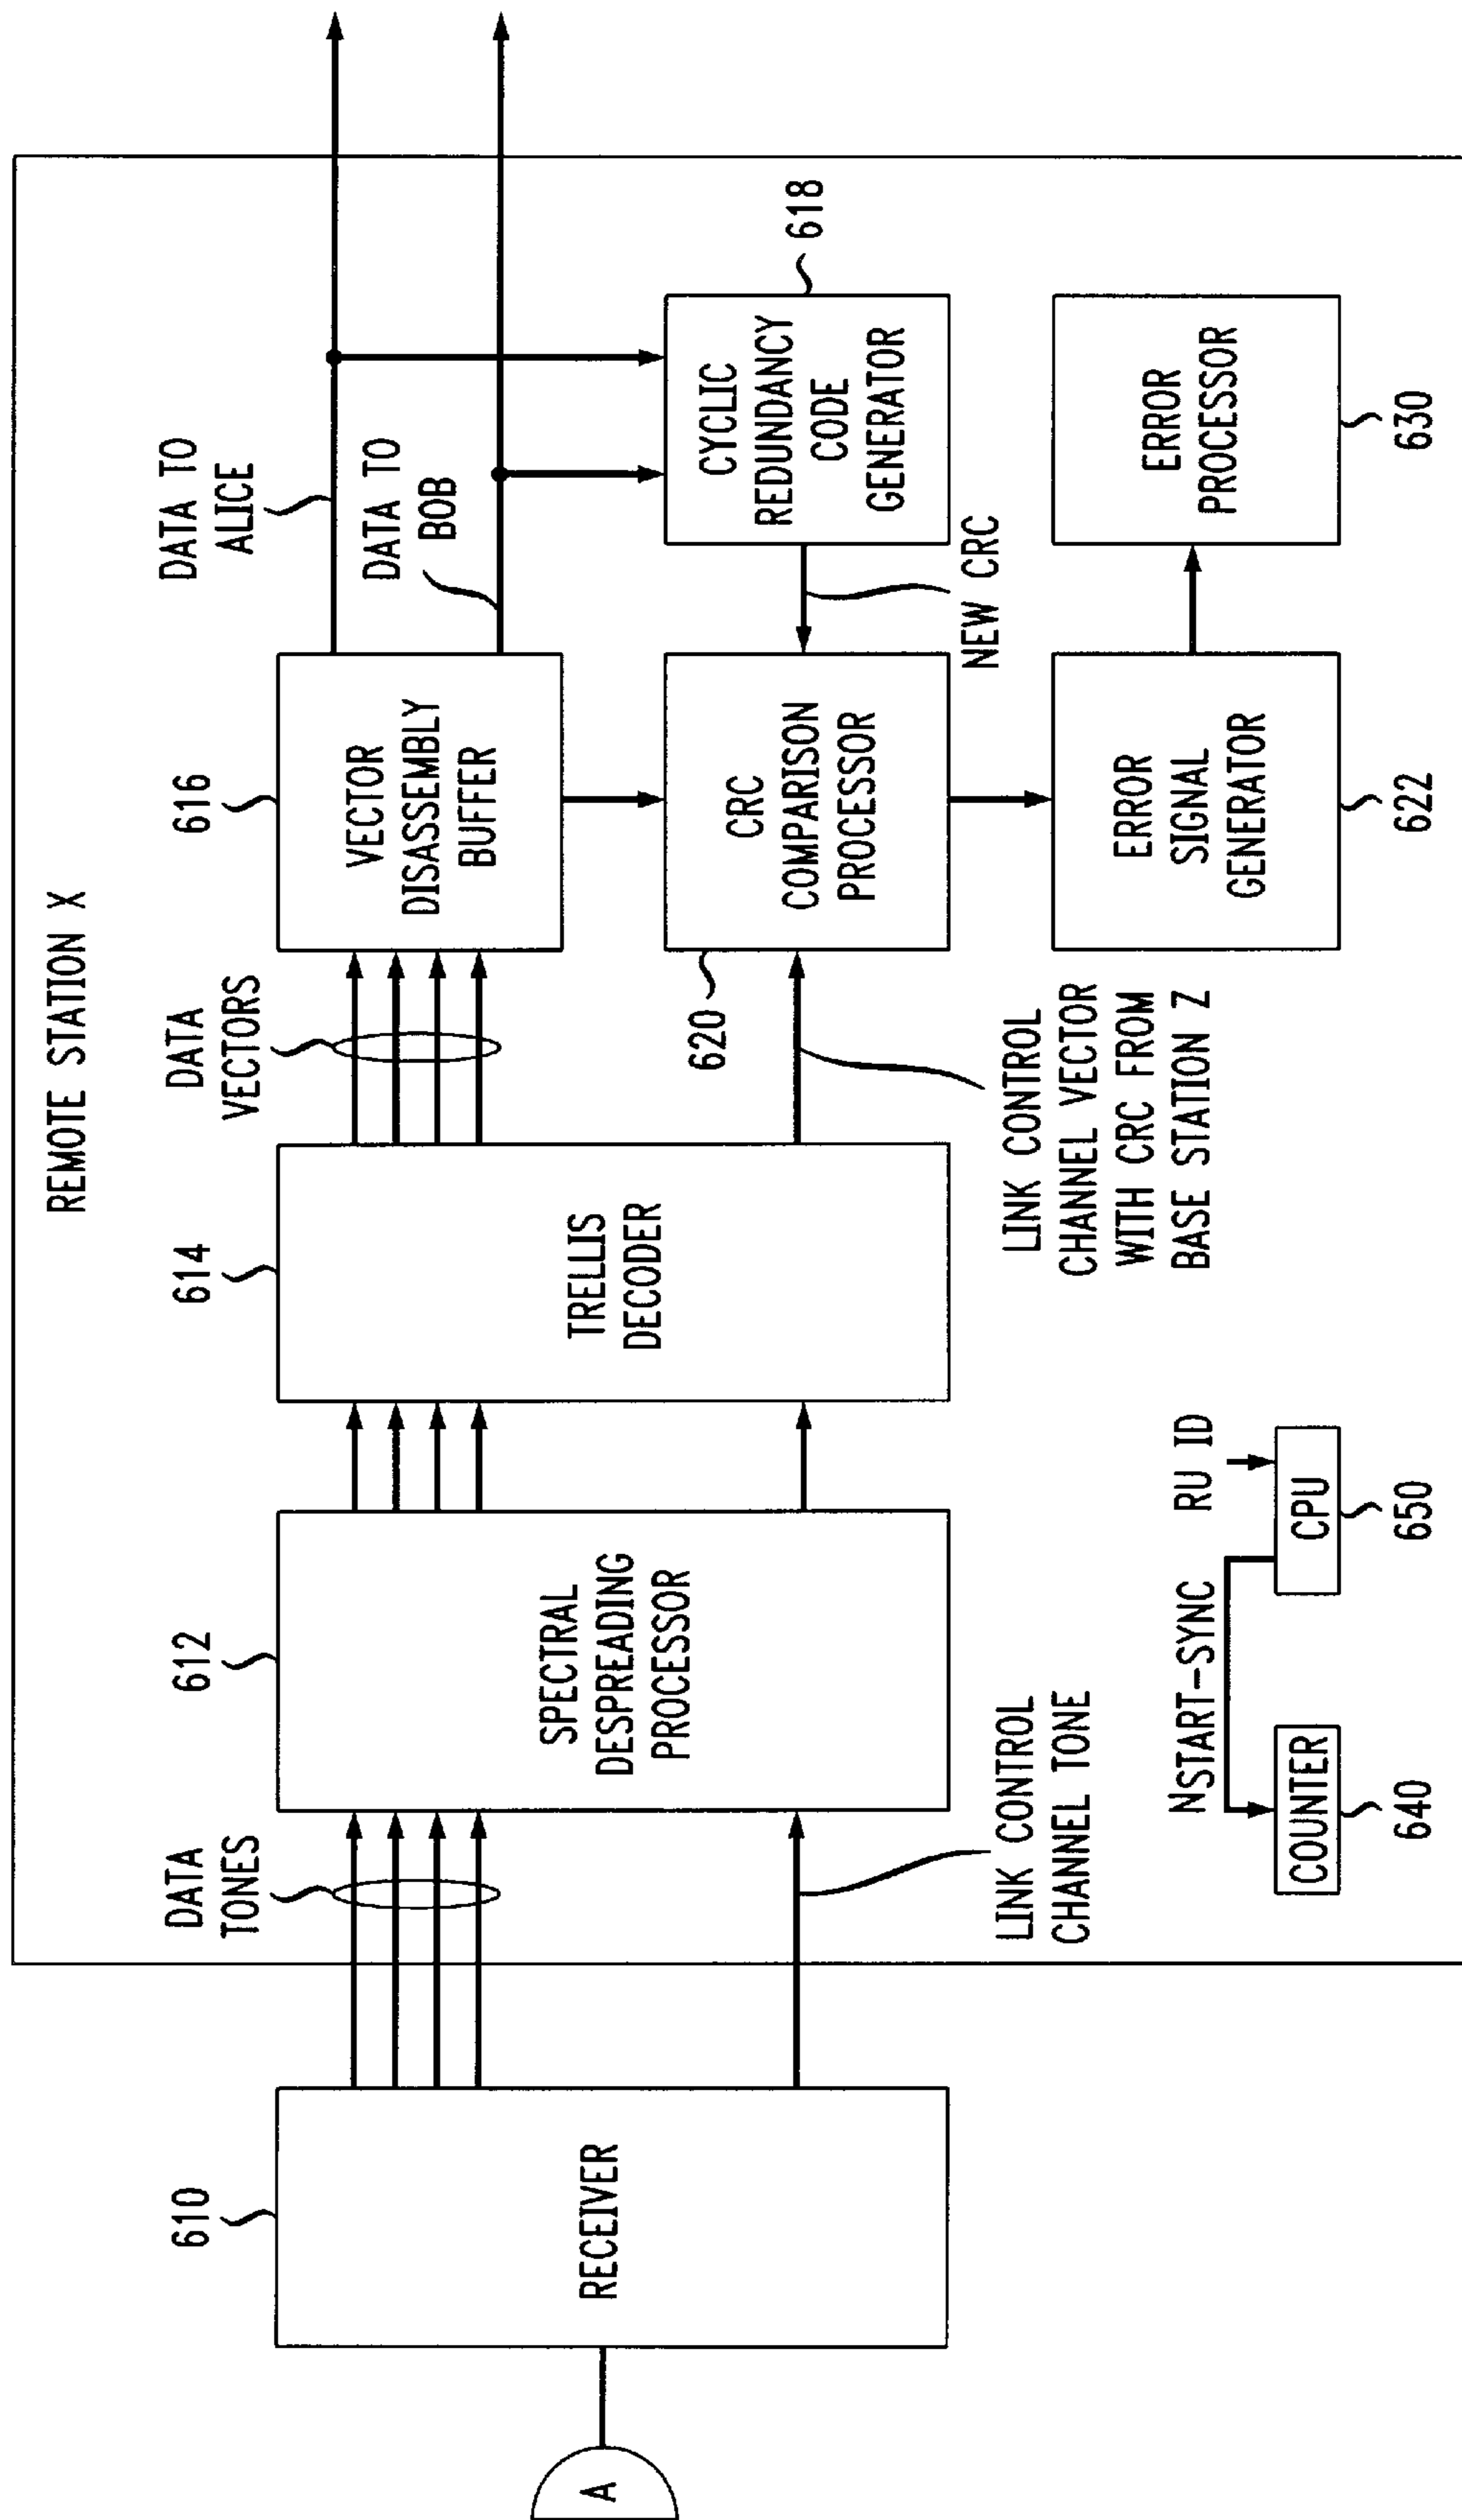 REMOTE STATION X
610
RECEIVER
A
DATA
TONES
LINK CONTROL
CHANNEL TONE
612
SPECTRAL
DESPREADING
PROCESSOR
614
TRELLIS
DECODER
DATA
VECTORS
LINK CONTROL
CHANNEL VECTOR
WITH CRC FROM
BASE STATION Z
616
VECTOR
DISASSEMBLY
BUFFER
DATA TO
ALICE
DATA TO
BOB
620
CRC
COMPARISON
PROCESSOR
NEW CRC
CYCLIC
REDUNDANCY
CODE
GENERATOR
618
ERROR
SIGNAL
GENERATOR
622
ERROR
PROCESSOR
630
NSTART-SYNC
RU ID
COUNTER
640
CPU
650